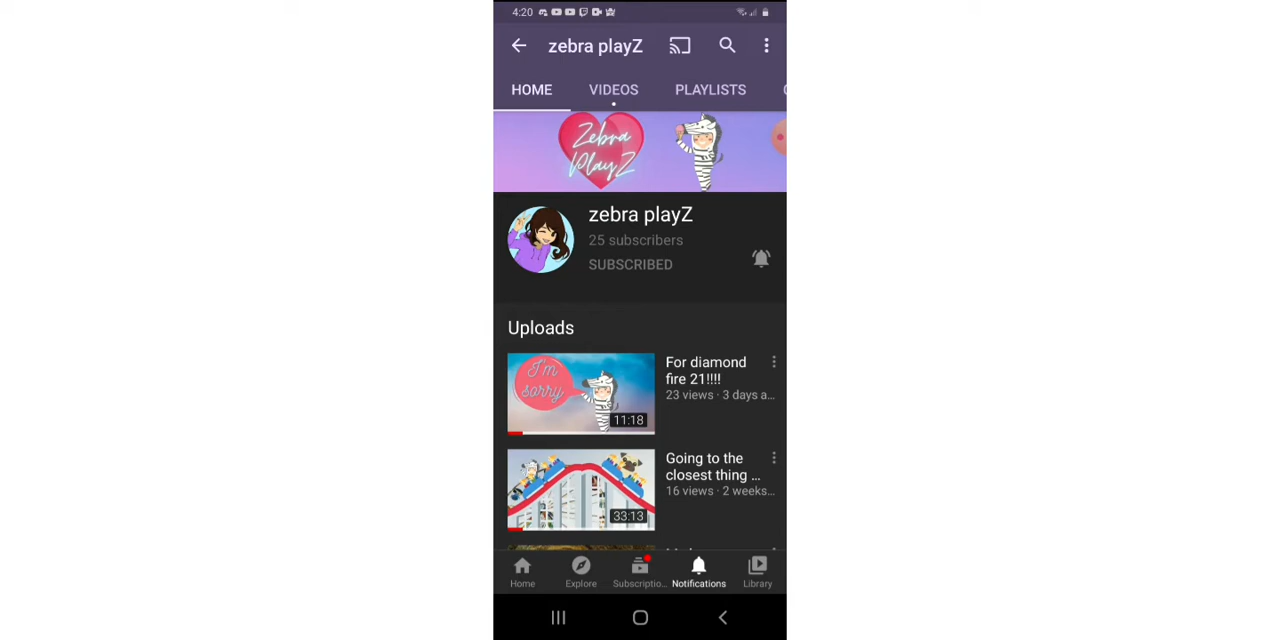 4:20
zebra playZ
HOME VIDEOS PLAYLISTS
Zebra
PlayZ
zebra playZ
25 subscribers
SUBSCRIBED
Uploads
I'm
sorry
11:18
For diamond
fire 21!!!!
23 views · 3 days a...
33:13
Going to the
closest thing ...
16 views · 2 weeks...
Home Explore Subscriptio... Notifications Library